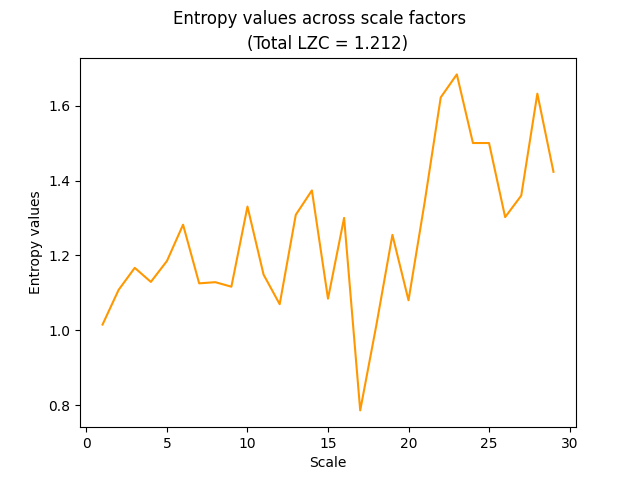 Entropy values across scale factors
(Total LZC = 1.212)
1.6
1.4
1.2
1.0
0.8
Entropy values
0 5 10 15 20 25 30
Scale